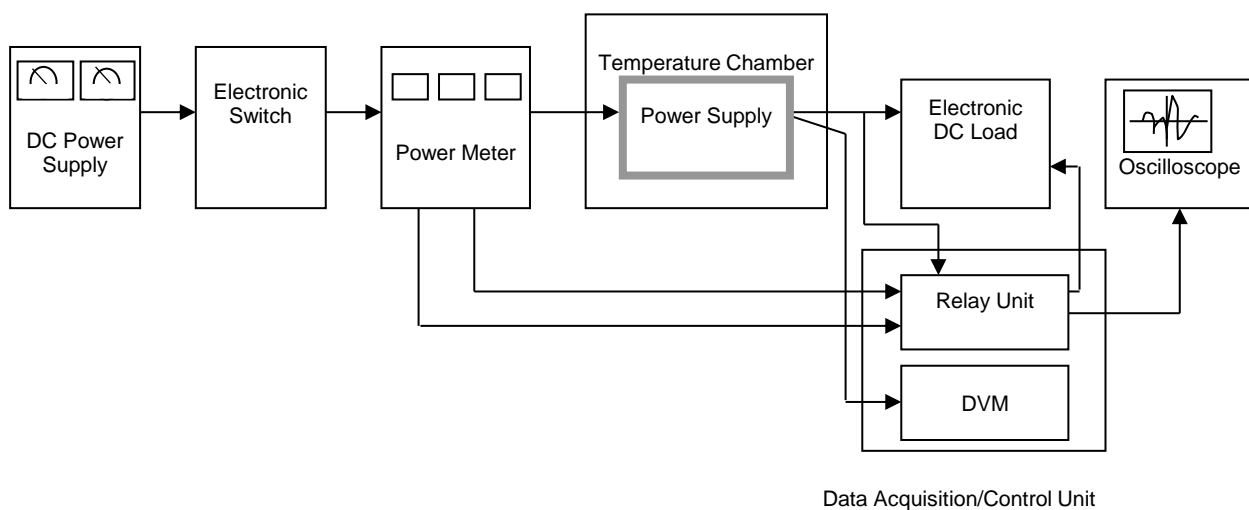 DC Power
Supply
Electronic
Switch
Power Meter
Temperature Chamber
Power Supply
Electronic
DC Load
Oscilloscope
Relay Unit
DVM
Data Acquisition/Control Unit